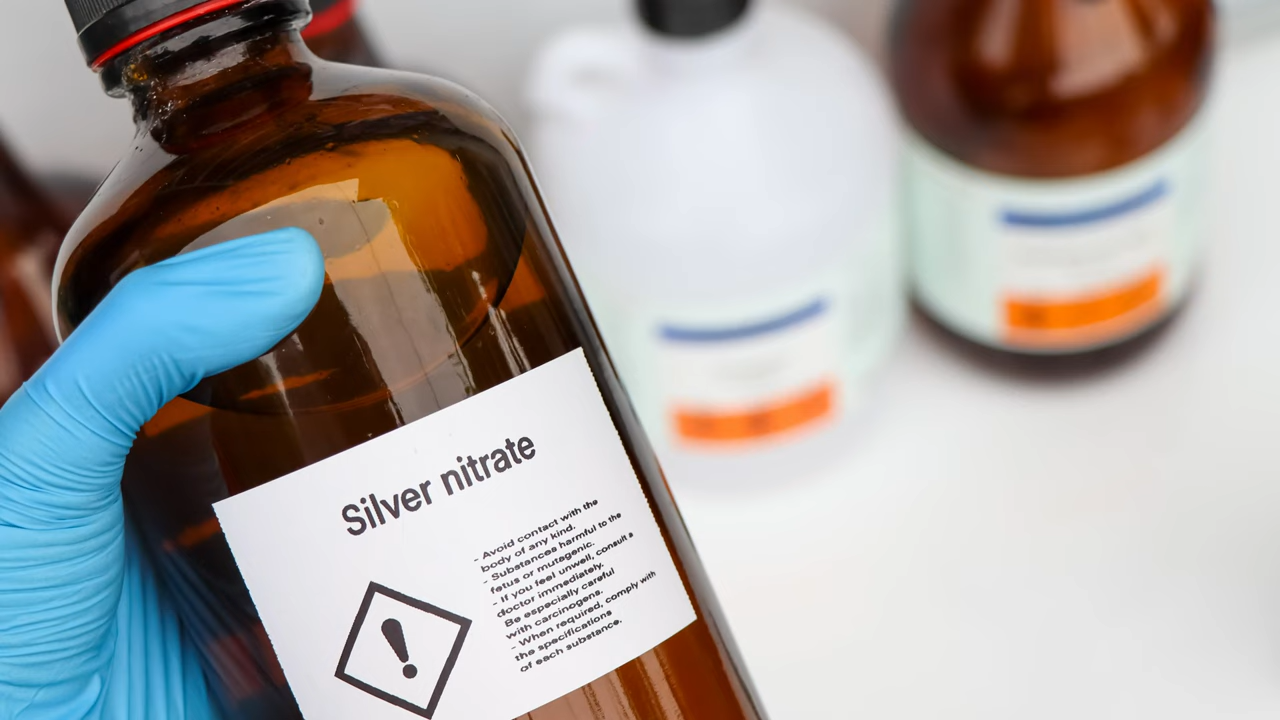 Silver nitrate
- Avoid contact with the
body of any kind.
- Substances harmful to the
fetus or mutagenic.
- If you feel unwell, consult a
doctor immediately.
Be especially careful
with carcinogens.
- When required, comply with
the specifications
of each substance.